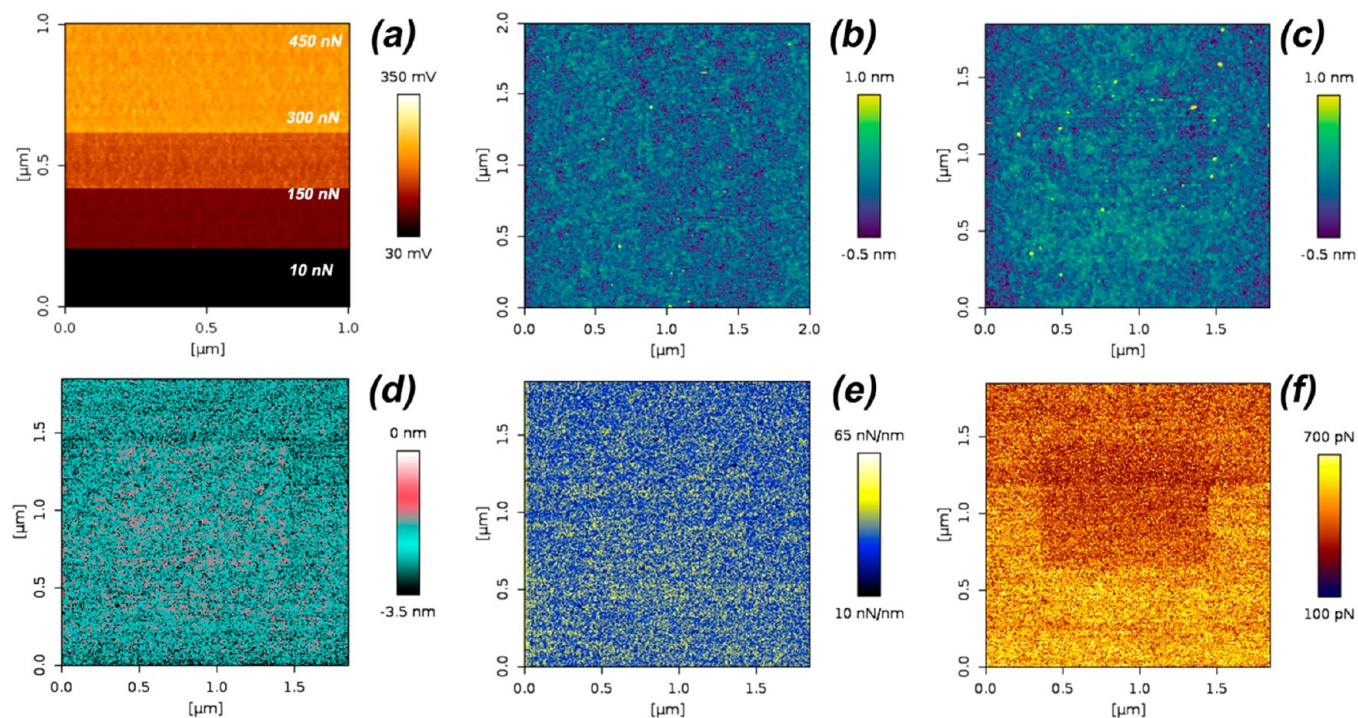 (a)
1.0
0.5
0.0
[µm]
450 nN
300 nN
150 nN
10 nN
0.0
0.5
1.0
[µm]
350 mV
30 mV
(b)
2.0
1.5
1.0
0.5
0.0
[µm]
0.0
0.5
1.0
1.5
2.0
[µm]
1.0 nm
-0.5 nm
(c)
1.5
1.0
0.5
0.0
[µm]
0.0
0.5
1.0
1.5
[µm]
1.0 nm
-0.5 nm
(d)
1.5
1.0
0.5
0.0
[µm]
0.0
0.5
1.0
1.5
[µm]
0 nm
-3.5 nm
(e)
1.5
1.0
0.5
0.0
[µm]
0.0
0.5
1.0
1.5
[µm]
65 nN/nm
10 nN/nm
(f)
1.5
1.0
0.5
0.0
[µm]
0.0
0.5
1.0
1.5
[µm]
700 pN
100 pN